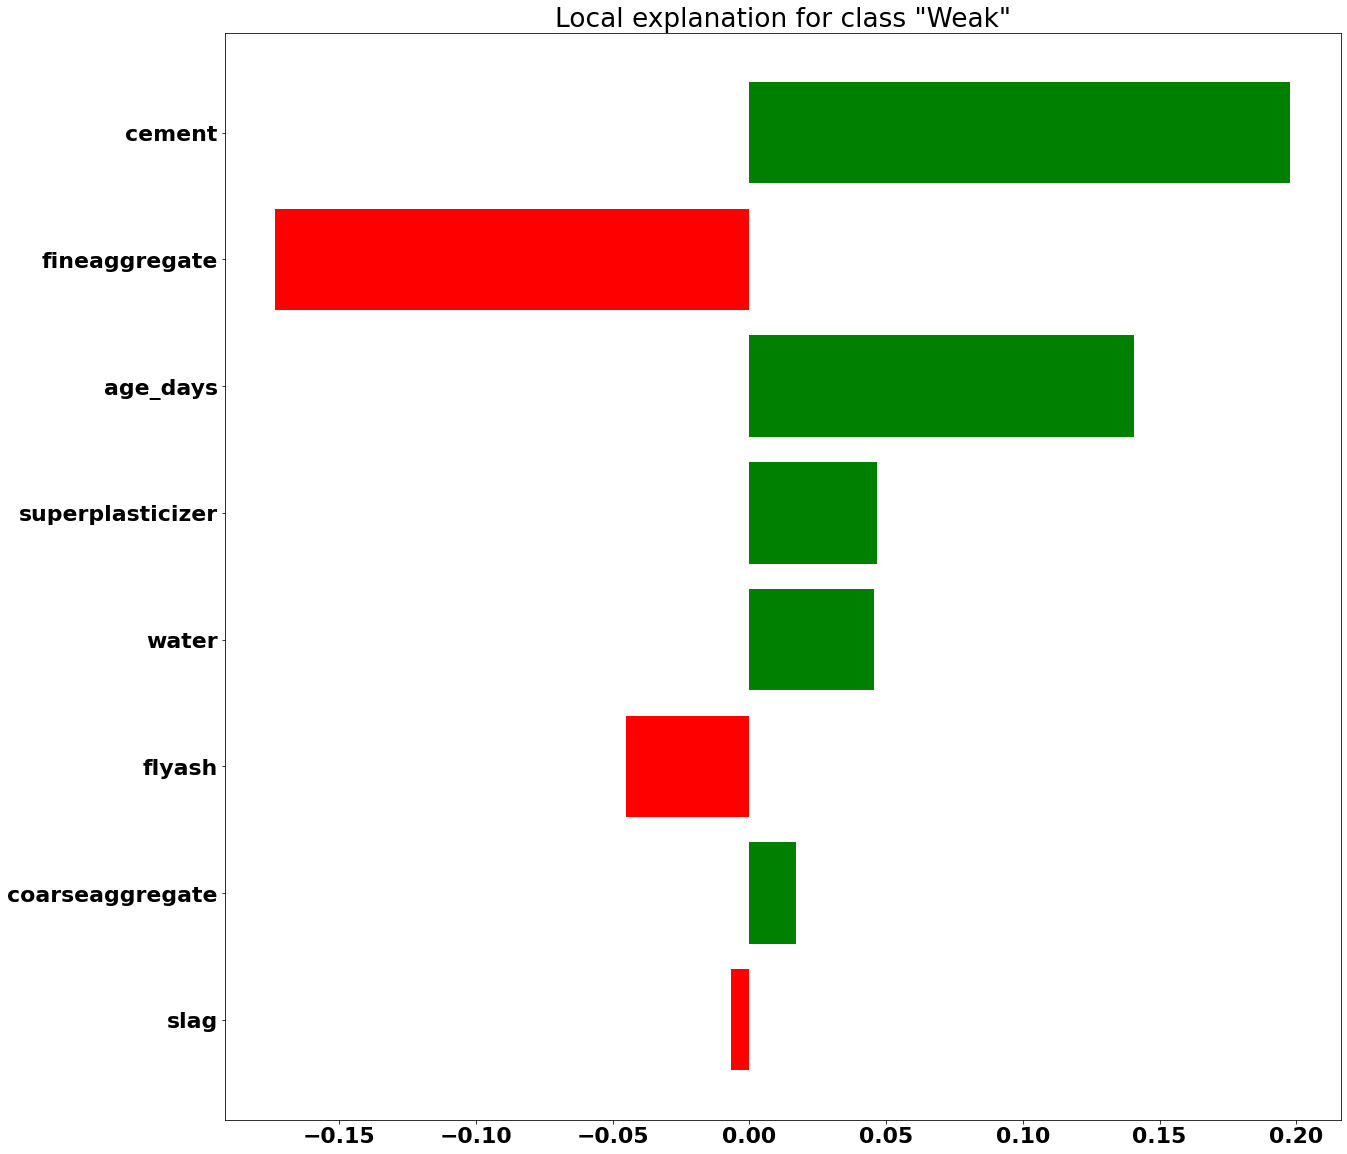 Local explanation for class "Weak"
cement
fineaggregate
age_days
superplasticizer
water
flyash
coarseaggregate
slag
−0.15 −0.10 −0.05 0.00 0.05 0.10 0.15 0.20